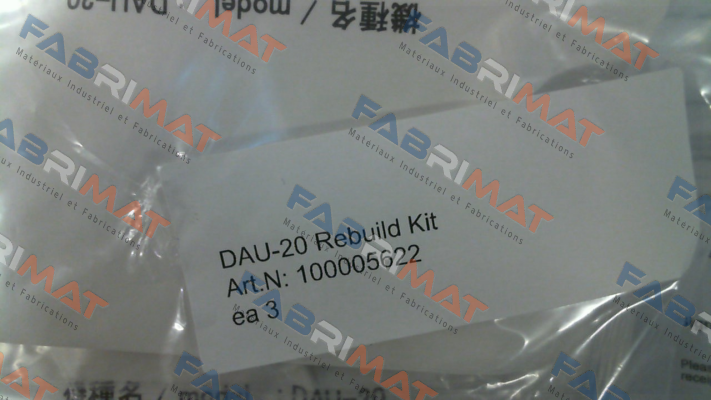 機種名 / model DAU-20
DAU-20 Rebuild Kit
Art.N: 100005622
ea 3
機種名 / model : DAU-20
Please
FABRIMAT
Materiaux Industriel et Fabrications